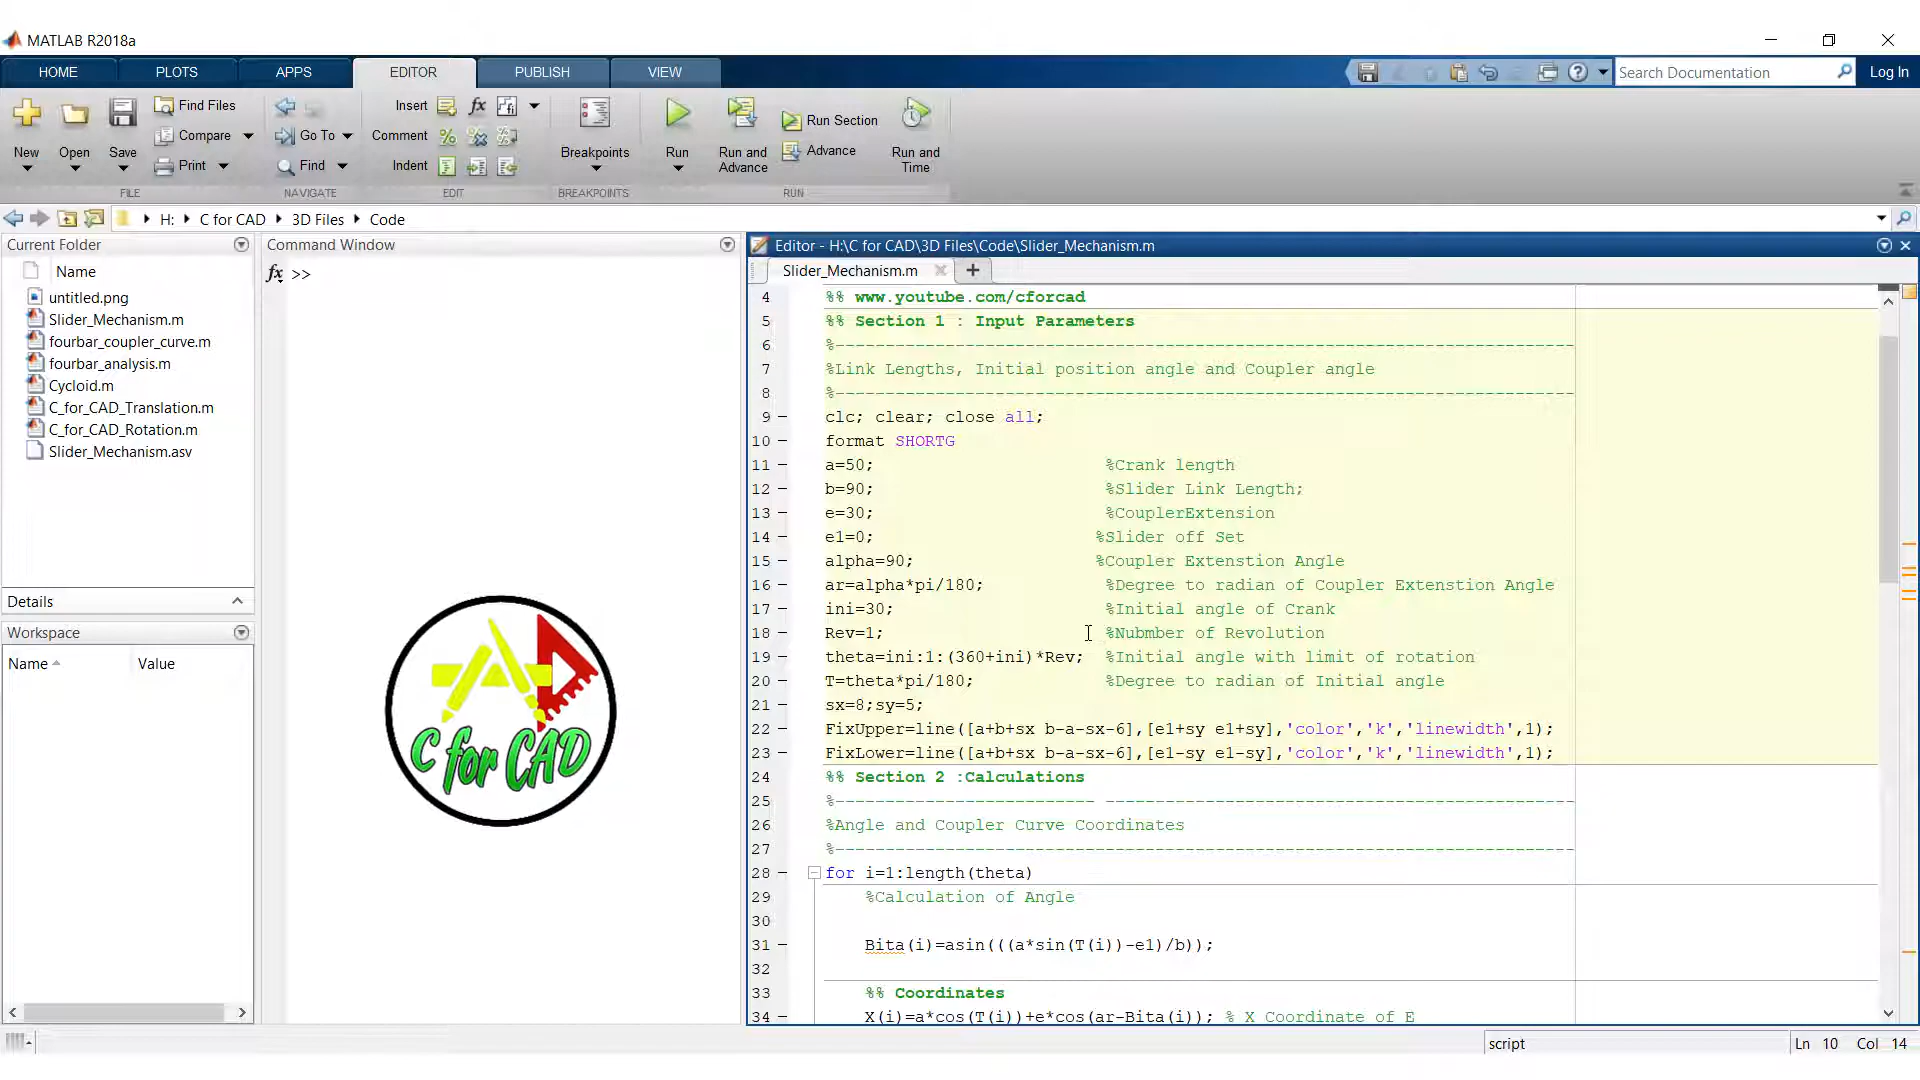 MATLAB R2018a
HOME PLOTS APPS EDITOR PUBLISH VIEW Search Documentation Log In
New Open Save Find Files Compare Print FILE
Go To Find NAVIGATE
Insert fx Comment Indent EDIT
Breakpoints BREAKPOINTS
Run Run and Advance Run Section Advance Run and Time RUN
H: C for CAD 3D Files Code
Current Folder
Name
untitled.png
Slider_Mechanism.m
fourbar_coupler_curve.m
fourbar_analysis.m
Cycloid.m
C_for_CAD_Translation.m
C_for_CAD_Rotation.m
Slider_Mechanism.asv
Details
Workspace
Name Value
Command Window
fx >>
C for CAD
Editor - H:\C for CAD\3D Files\Code\Slider_Mechanism.m
Slider_Mechanism.m
4 %% www.youtube.com/cforcad
5 %% Section 1 : Input Parameters
6 %--------------------------------------------------------------------------
7 %Link Lengths, Initial position angle and Coupler angle
8 %--------------------------------------------------------------------------
9 – clc; clear; close all;
10 – format SHORTG
11 – a=50; %Crank length
12 – b=90; %Slider Link Length;
13 – e=30; %CouplerExtension
14 – e1=0; %Slider off Set
15 – alpha=90; %Coupler Extenstion Angle
16 – ar=alpha*pi/180; %Degree to radian of Coupler Extenstion Angle
17 – ini=30; %Initial angle of Crank
18 – Rev=1; %Nubmber of Revolution
19 – theta=ini:1:(360+ini)*Rev; %Initial angle with limit of rotation
20 – T=theta*pi/180; %Degree to radian of Initial angle
21 – sx=8;sy=5;
22 – FixUpper=line([a+b+sx b-a-sx-6],[e1+sy e1+sy],'color','k','linewidth',1);
23 – FixLower=line([a+b+sx b-a-sx-6],[e1-sy e1-sy],'color','k','linewidth',1);
24 %% Section 2 :Calculations
25 %-------------------------- -----------------------------------------------
26 %Angle and Coupler Curve Coordinates
27 %--------------------------------------------------------------------------
28 – for i=1:length(theta)
29 %Calculation of Angle
30
31 – Bita(i)=asin(((a*sin(T(i))-e1)/b));
32
33 %% Coordinates
34 – X(i)=a*cos(T(i))+e*cos(ar-Bita(i)); % X Coordinate of E
script Ln 10 Col 14